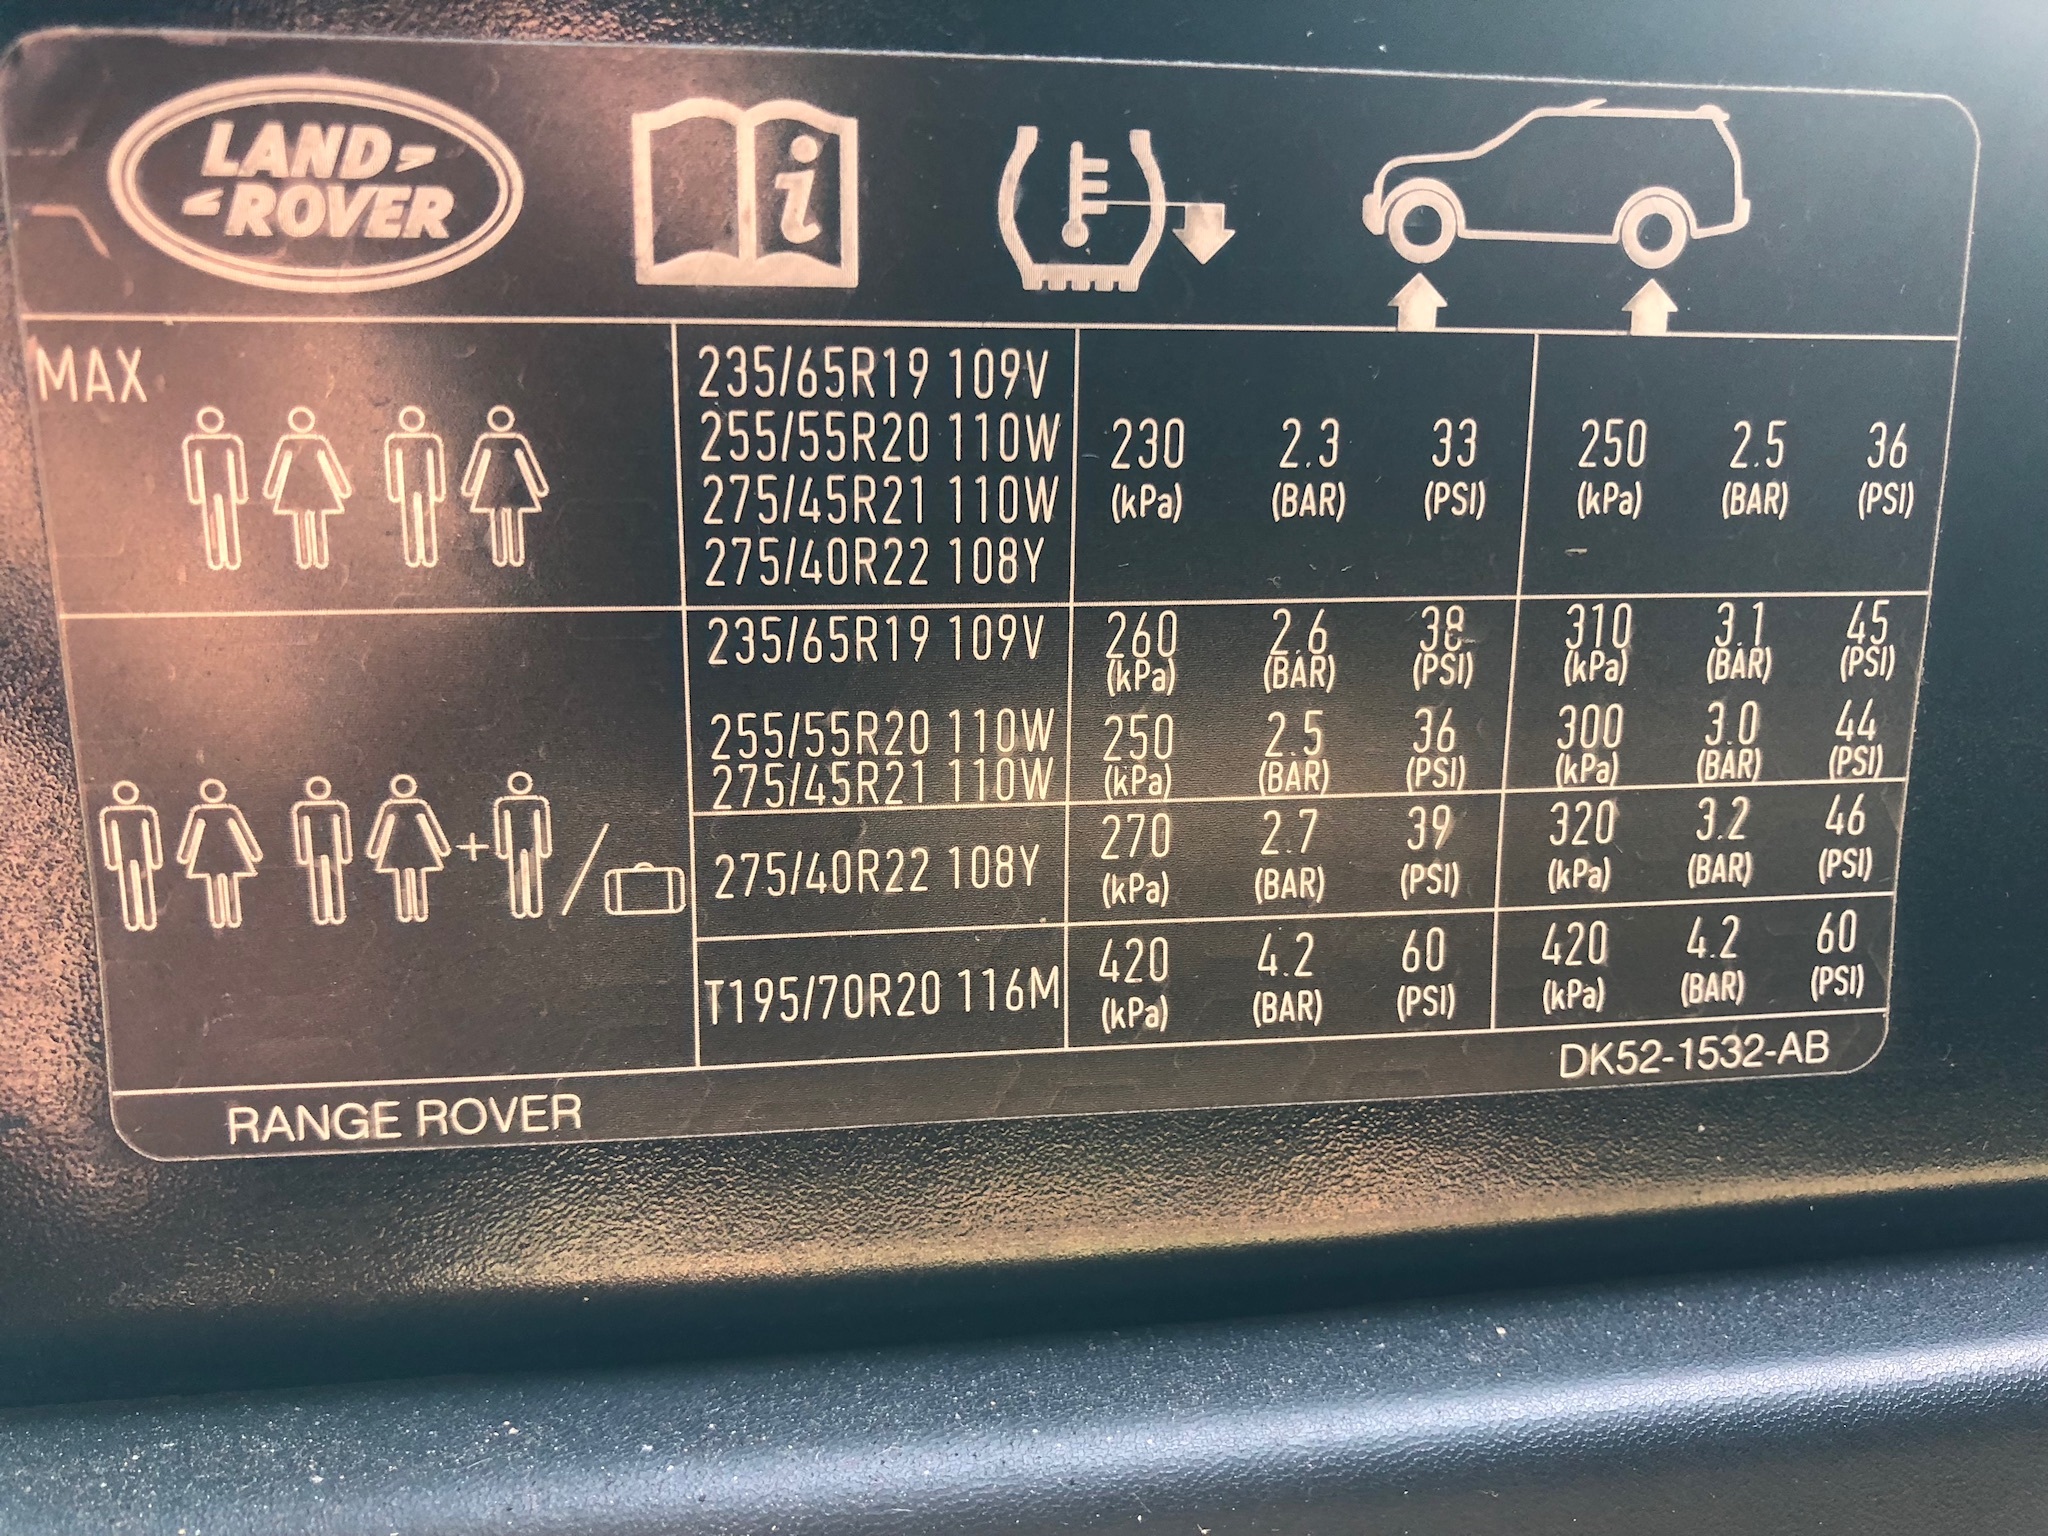 LAND
ROVER
i
MAX
235/65R19 109V
255/55R20 110W
275/45R21 110W
275/40R22 108Y
230 2.3 33 250 2.5 36
(kPa) (BAR) (PSI) (kPa) (BAR) (PSI)
235/65R19 109V 260 2.6 38 310 3.1 45
(kPa) (BAR) (PSI) (kPa) (BAR) (PSI)
255/55R20 110W 250 2.5 36 300 3.0 44
275/45R21 110W (kPa) (BAR) (PSI) (kPa) (BAR) (PSI)
+ /
275/40R22 108Y 270 2.7 39 320 3.2 46
(kPa) (BAR) (PSI) (kPa) (BAR) (PSI)
T195/70R20 116M 420 4.2 60 420 4.2 60
(kPa) (BAR) (PSI) (kPa) (BAR) (PSI)
DK52-1532-AB
RANGE ROVER